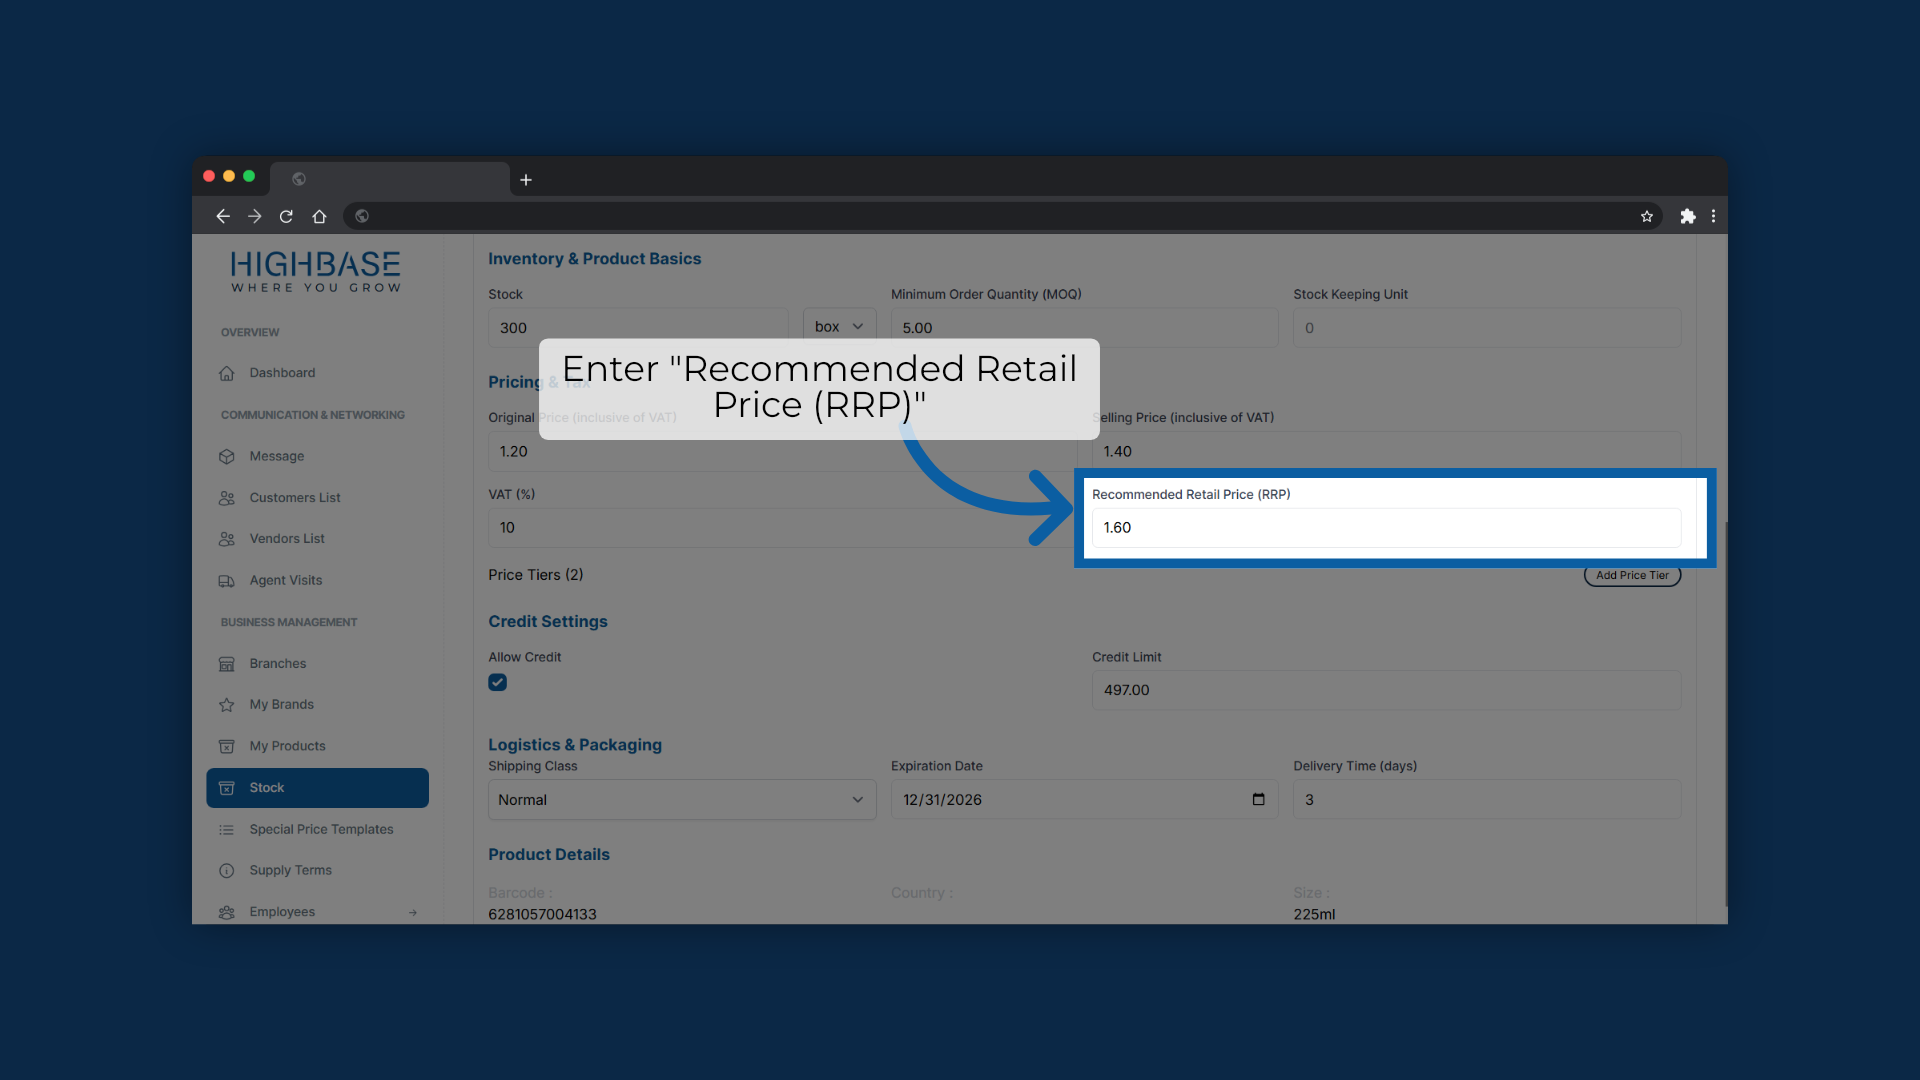 HIGHBASE
WHERE YOU GROW
OVERVIEW
Dashboard
COMMUNICATION & NETWORKING
Message
Customers List
Vendors List
Agent Visits
BUSINESS MANAGEMENT
Branches
My Brands
My Products
Stock
Special Price Templates
Supply Terms
Employees
Inventory & Product Basics
Stock
Minimum Order Quantity (MOQ)
Stock Keeping Unit
300
box
5.00
0
Enter "Recommended Retail
Price (RRP)"
Pricing & Tax
Original Price (inclusive of VAT)
Selling Price (inclusive of VAT)
1.20
1.40
VAT (%)
Recommended Retail Price (RRP)
10
1.60
Price Tiers (2)
Add Price Tier
Credit Settings
Allow Credit
Credit Limit
497.00
Logistics & Packaging
Shipping Class
Expiration Date
Delivery Time (days)
Normal
12/31/2026
3
Product Details
Barcode :
Country :
Size :
6281057004133
225ml